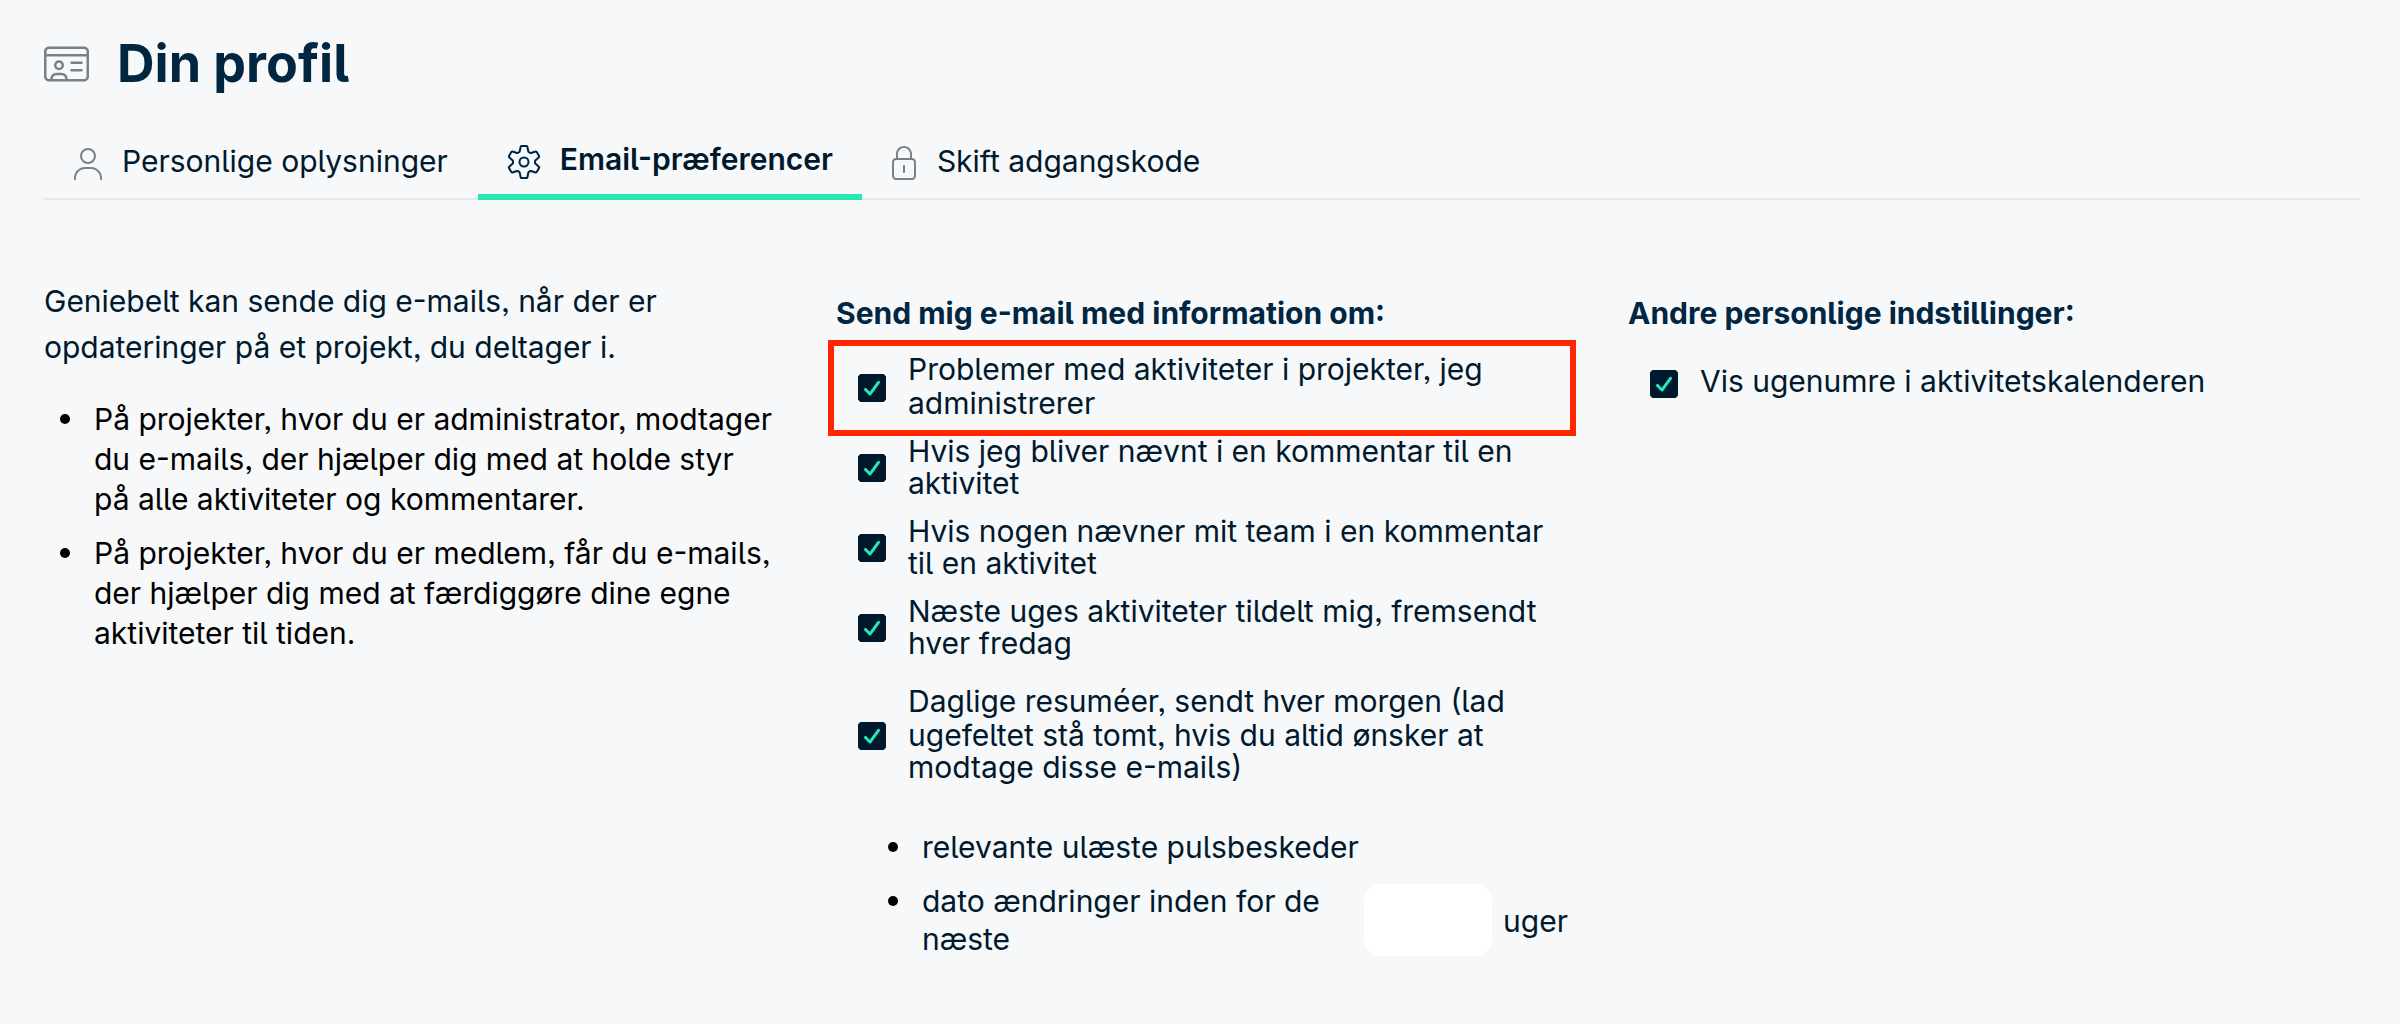 Din profil
Personlige oplysninger
Email-præferencer
Skift adgangskode
Geniebelt kan sende dig e-mails, når der er
opdateringer på et projekt, du deltager i.
• På projekter, hvor du er administrator, modtager
du e-mails, der hjælper dig med at holde styr
på alle aktiviteter og kommentarer.
• På projekter, hvor du er medlem, får du e-mails,
der hjælper dig med at færdiggøre dine egne
aktiviteter til tiden.
Send mig e-mail med information om:
Problemer med aktiviteter i projekter, jeg
administrerer
Hvis jeg bliver nævnt i en kommentar til en
aktivitet
Hvis nogen nævner mit team i en kommentar
til en aktivitet
Næste uges aktiviteter tildelt mig, fremsendt
hver fredag
Daglige resuméer, sendt hver morgen (lad
ugefeltet stå tomt, hvis du altid ønsker at
modtage disse e-mails)
• relevante ulæste pulsbeskeder
• dato ændringer inden for de
næste
uger
Andre personlige indstillinger:
Vis ugenumre i aktivitetskalenderen